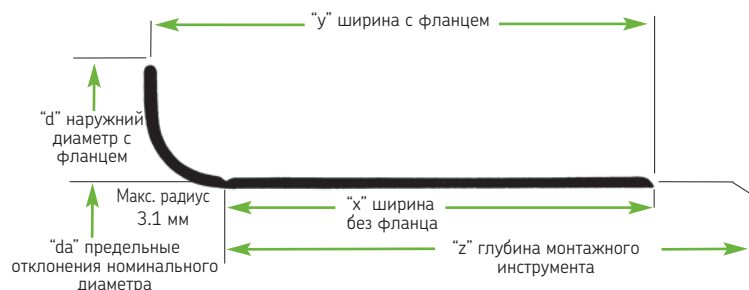 “y” ширина с фланцем
“d” наружний
диаметр с
фланцем
Макс. радиус
3.1 мм
“x” ширина
без фланца
“da” предельные
отклонения номинального
диаметра
“z” глубина монтажного
инструмента